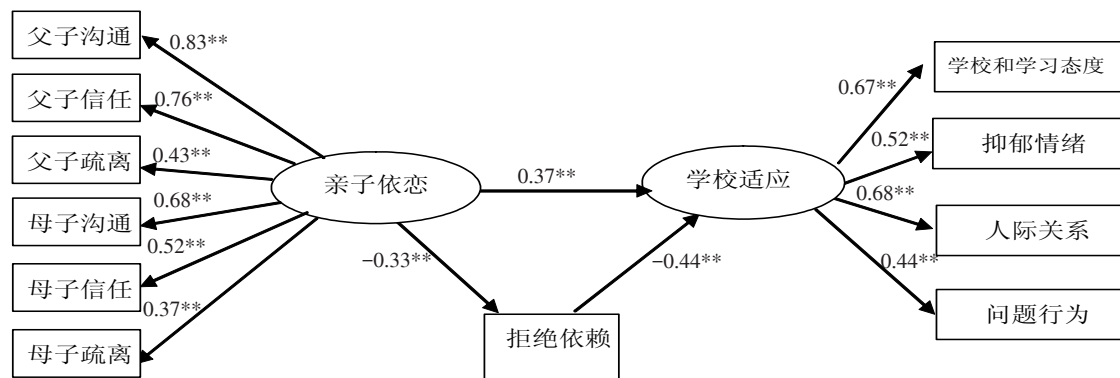 父子沟通
父子信任
父子疏离
母子沟通
母子信任
母子疏离
0.83**
0.76**
0.43**
0.68**
0.52**
0.37**
亲子依恋
0.37**
-0.33**
拒绝依赖
-0.44**
学校适应
0.67**
0.52**
0.68**
0.44**
学校和学习态度
抑郁情绪
人际关系
问题行为